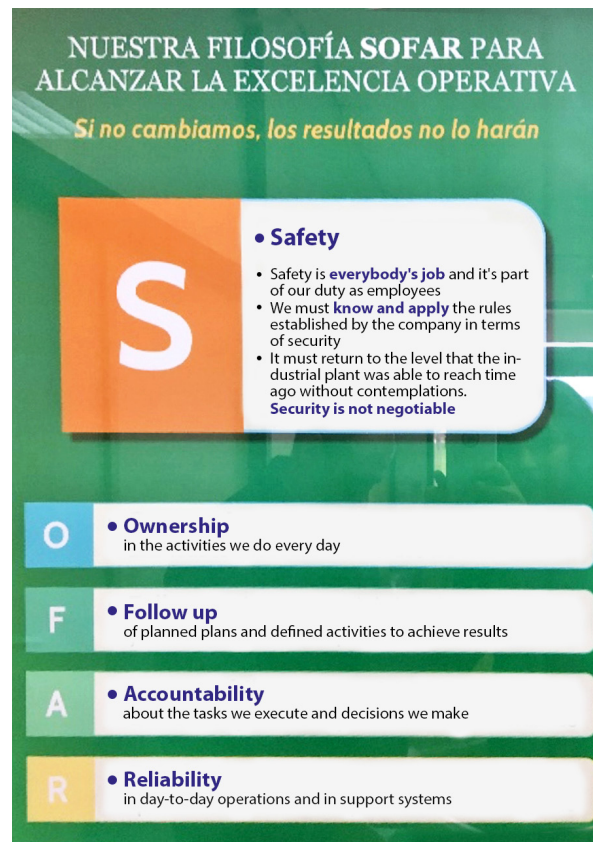 NUESTRA FILOSOFÍA SOFAR PARA
ALCANZAR LA EXCELENCIA OPERATIVA
Si no cambiamos, los resultados no lo harán
S
• Safety
• Safety is everybody's job and it's part
of our duty as employees
• We must know and apply the rules
established by the company in terms
of security
• It must return to the level that the in-
dustrial plant was able to reach time
ago without contemplations.
Security is not negotiable
O
• Ownership
in the activities we do every day
F
• Follow up
of planned plans and defined activities to achieve results
A
• Accountability
about the tasks we execute and decisions we make
R
• Reliability
in day-to-day operations and in support systems